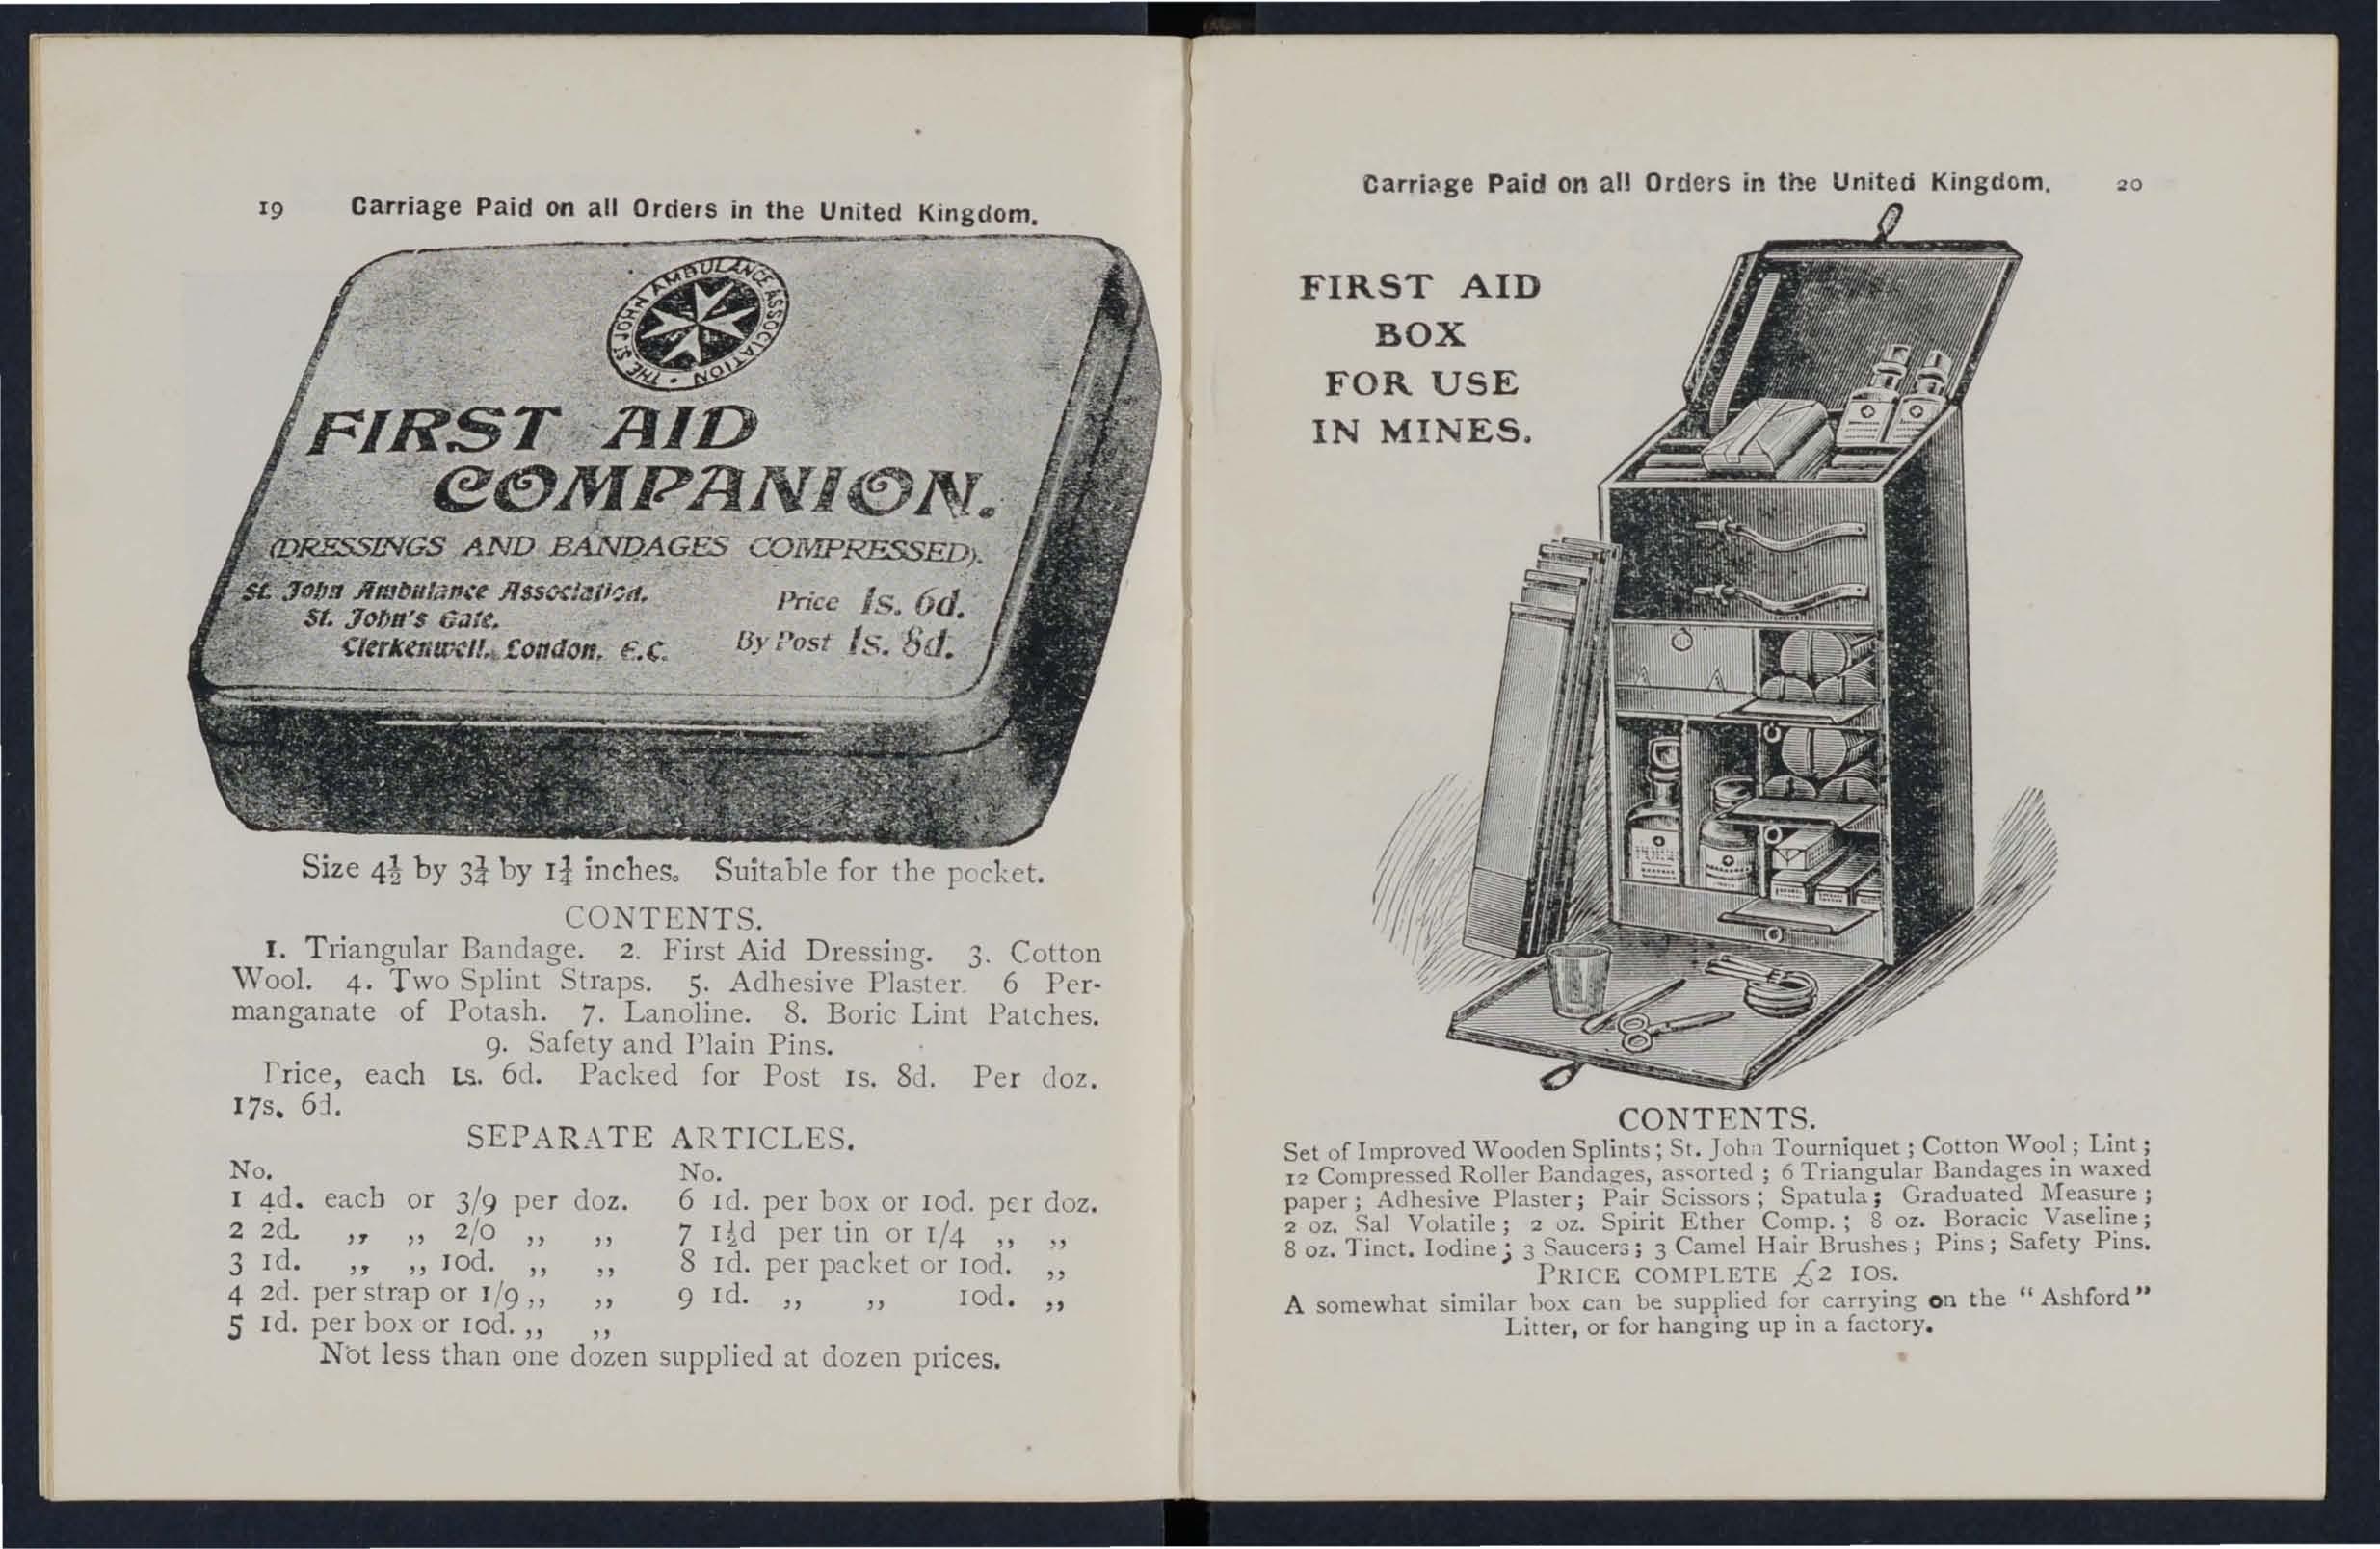 19 Carriage Paid on all Orders in the United Kingdom.
THE ST JOHN AMBULANCE ASSOCIATION
FIRST AID
COMPANION.
(DRESSINGS AND BANDAGES COMPRESSED).
St. John Ambulance Association.
St. John's Gate.
Clerkenwell. London. E.C.
Price 1s. 6d.
By Post 1s. 8d.
Size 4½ by 3¾ by 1¼ inches. Suitable for the pocket.
CONTENTS.
1. Triangular Bandage. 2. First Aid Dressing. 3. Cotton
Wool. 4. Two Splint Straps. 5. Adhesive Plaster. 6 Per-
manganate of Potash. 7. Lanoline. 8. Boric Lint Patches.
9. Safety and Plain Pins.
Price, each 1s. 6d. Packed for Post 1s. 8d. Per doz.
17s. 6d.
SEPARATE ARTICLES.
No.
1 4d. each or 3/9 per doz.
2 2d. ,, ,, 2/0 ,, ,,
3 1d. ,, ,, 10d. ,, ,,
4 2d. per strap or 1/9 ,, ,,
5 1d. per box or 10d. ,, ,,
No.
6 1d. per box or 10d. per doz.
7 1½d per tin or 1/4 ,, ,,
8 1d. per packet or 10d. ,,
9 1d. ,, ,, 10d. ,,
Not less than one dozen supplied at dozen prices.
Carriage Paid on all Orders in the United Kingdom. 20
FIRST AID
BOX
FOR USE
IN MINES.
CONTENTS.
Set of Improved Wooden Splints ; St. John Tourniquet ; Cotton Wool ; Lint ;
12 Compressed Roller Bandages, assorted ; 6 Triangular Bandages in waxed
paper ; Adhesive Plaster ; Pair Scissors ; Spatula ; Graduated Measure ;
2 oz. Sal Volatile ; 2 oz. Spirit Ether Comp. ; 8 oz. Boracic Vaseline ;
8 oz. Tinct. Iodine ; 3 Saucers ; 3 Camel Hair Brushes ; Pins ; Safety Pins.
PRICE COMPLETE £2 10s.
A somewhat similar box can be supplied for carrying on the "Ashford"
Litter, or for hanging up in a factory.